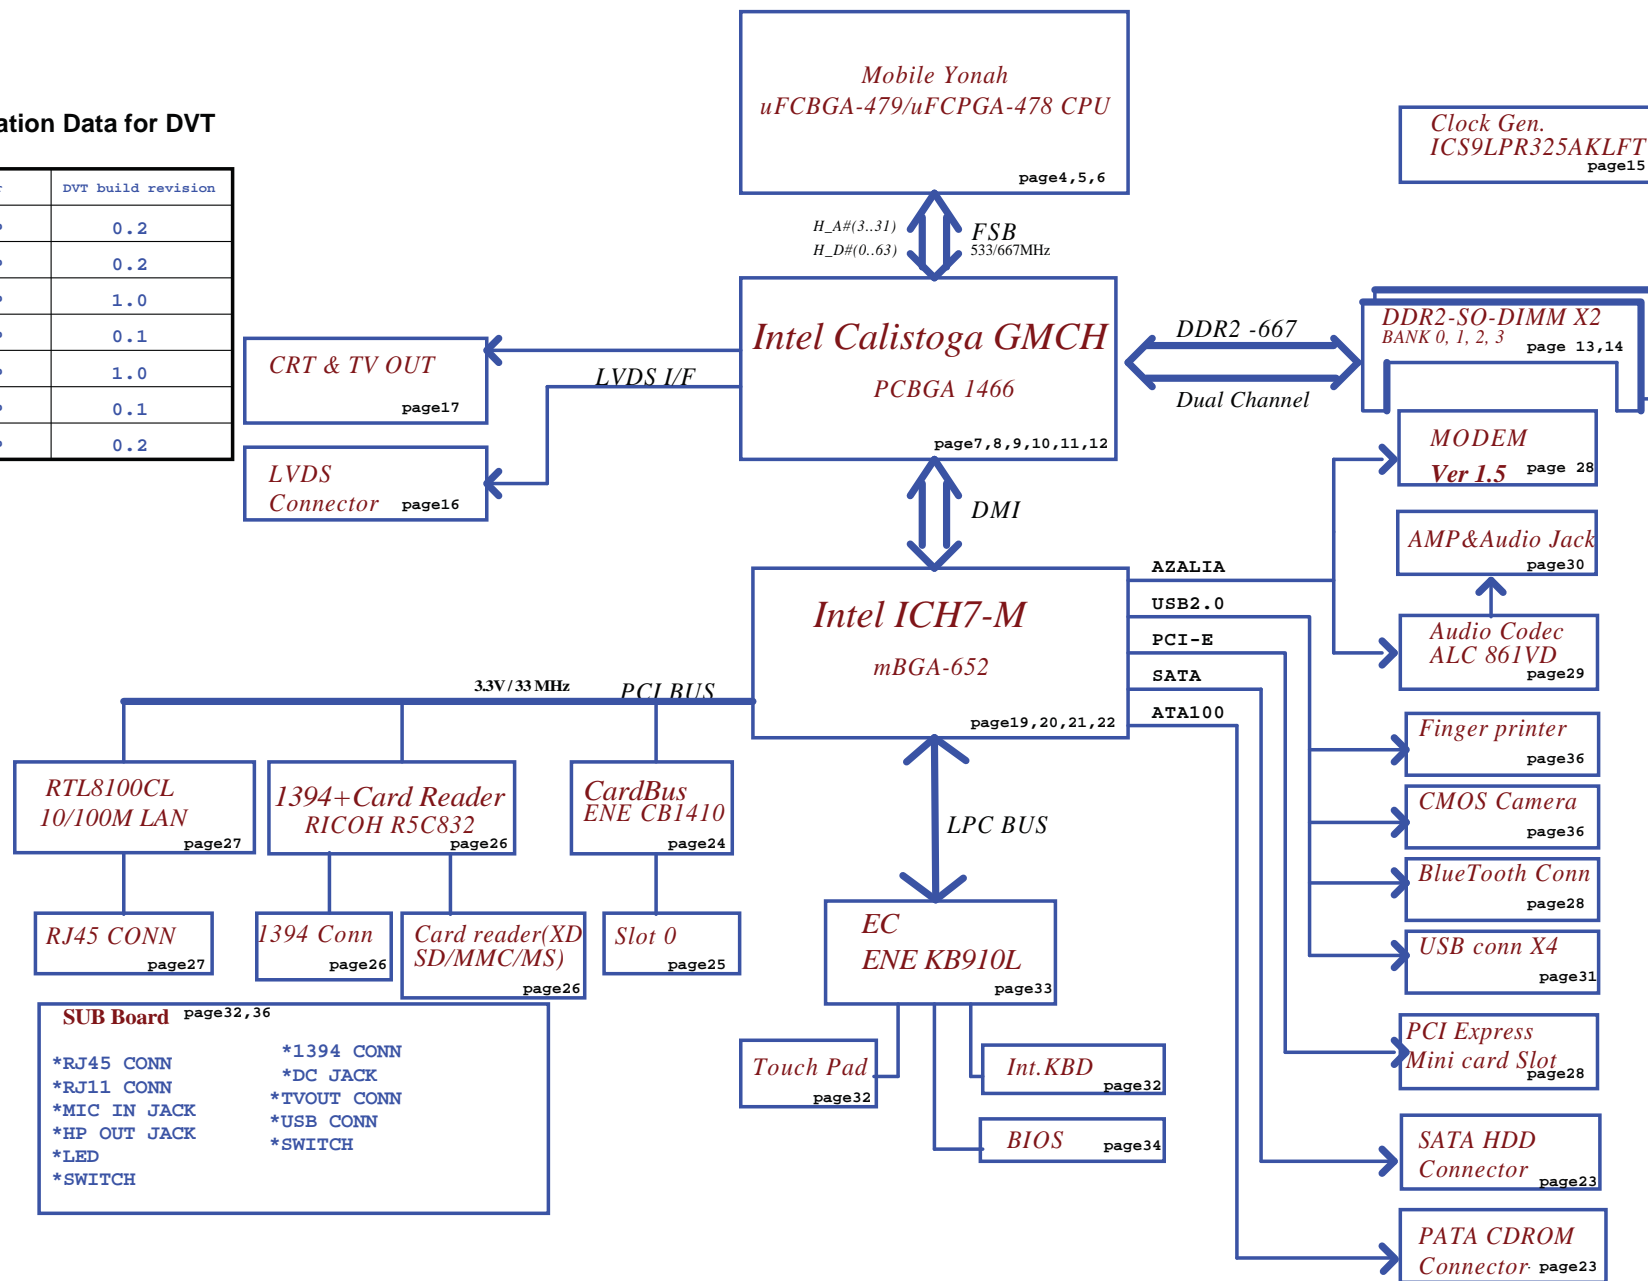 Mobile Yonah
uFCBGA-479/uFCPGA-478 CPU
page4,5,6
ation Data for DVT
DVT build revision
0.2
0.2
1.0
0.1
1.0
0.1
0.2
Clock Gen.
ICS9LPR325AKLFT
page15
H_A#(3..31)
H_D#(0..63)
FSB
533/667MHz
Intel Calistoga GMCH
PCBGA 1466
page7,8,9,10,11,12
DDR2 -667
Dual Channel
DDR2-SO-DIMM X2
BANK 0, 1, 2, 3
page 13,14
CRT & TV OUT
page17
LVDS I/F
LVDS
Connector page16
MODEM
Ver 1.5 page 28
DMI
AMP&Audio Jack
page30
Intel ICH7-M
mBGA-652
page19,20,21,22
AZALIA
USB2.0
PCI-E
SATA
ATA100
Audio Codec
ALC 861VD
page29
3.3V / 33 MHz PCI BUS
Finger printer
page36
CMOS Camera
page36
BlueTooth Conn
page28
USB conn X4
page31
RTL8100CL
10/100M LAN
page27
1394+Card Reader
RICOH R5C832
page26
CardBus
ENE CB1410
page24
LPC BUS
RJ45 CONN
page27
1394 Conn
page26
Card reader(XD
SD/MMC/MS)
page26
Slot 0
page25
EC
ENE KB910L
page33
SUB Board page32,36
*RJ45 CONN
*RJ11 CONN
*MIC IN JACK
*HP OUT JACK
*LED
*SWITCH
*1394 CONN
*DC JACK
*TVOUT CONN
*USB CONN
*SWITCH
Touch Pad
page32
Int.KBD
page32
BIOS page34
PCI Express
Mini card Slot
page28
SATA HDD
Connector page23
PATA CDROM
Connector page23